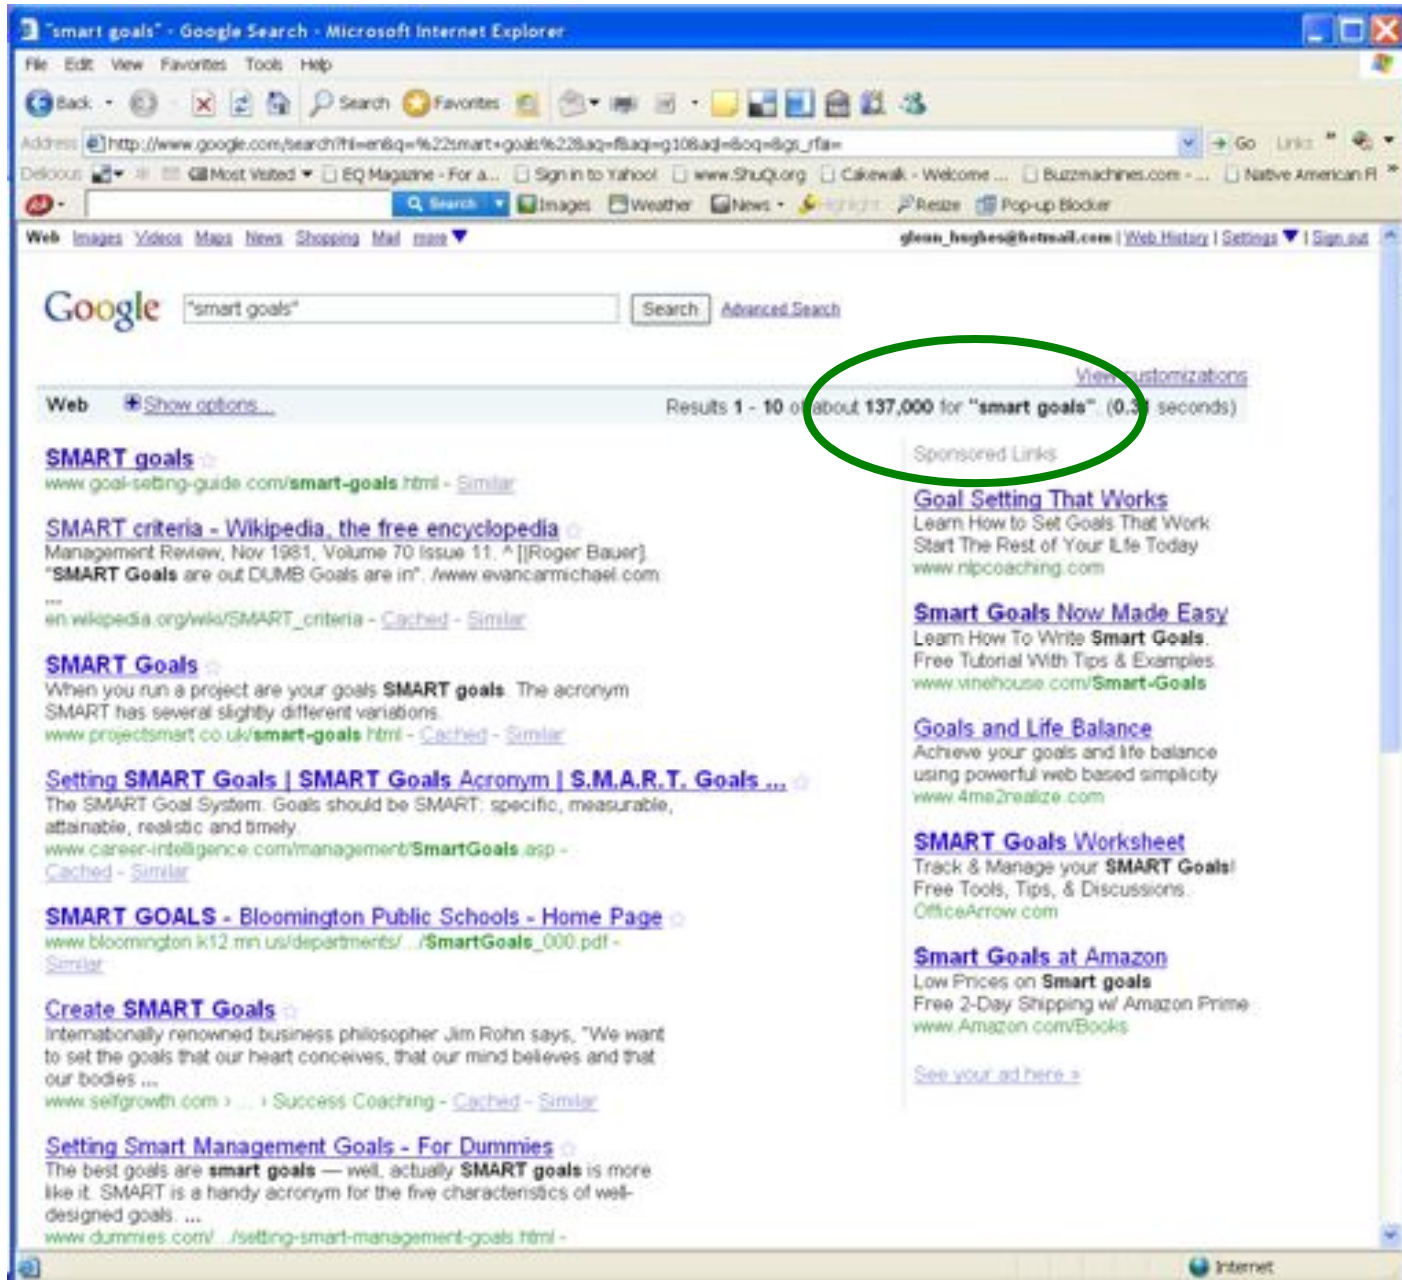 "smart goals" - Google Search - Microsoft Internet Explorer
File Edit View Favorites Tools Help
Back Search Favorites
Address http://www.google.com/search?hl=en&q=%22smart+goals%22&aq=f&aqi=g10&aql=&oq=&gs_rfai=
Go Links "
Delicious Most Visited EQ Magazine - For a... Sign in to Yahoo! www.ShuQi.org Cakewalk - Welcome ... Buzzmachines.com - ... Native American Fl "
Search Images Weather News Highlight Resize Pop-up Blocker
Web Images Videos Maps News Shopping Mail more ▼ glenn_hughes@hotmail.com | Web History | Settings ▼ | Sign out
Google "smart goals" Search Advanced Search
View customizations
Web Show options... Results 1 - 10 of about 137,000 for "smart goals". (0.31 seconds)
SMART goals
www.goal-setting-guide.com/smart-goals.html - Similar
SMART criteria - Wikipedia, the free encyclopedia
Management Review, Nov 1981, Volume 70 Issue 11. ^ [|Roger Bauer].
"SMART Goals are out DUMB Goals are in". /www.evancarmichael.com
...
en.wikipedia.org/wiki/SMART_criteria - Cached - Similar
SMART Goals
When you run a project are your goals SMART goals. The acronym
SMART has several slightly different variations.
www.projectsmart.co.uk/smart-goals.html - Cached - Similar
Setting SMART Goals | SMART Goals Acronym | S.M.A.R.T. Goals ...
The SMART Goal System. Goals should be SMART: specific, measurable,
attainable, realistic and timely.
www.career-intelligence.com/management/SmartGoals.asp -
Cached - Similar
SMART GOALS - Bloomington Public Schools - Home Page
www.bloomington.k12.mn.us/departments/.../SmartGoals_000.pdf -
Similar
Create SMART Goals
Internationally renowned business philosopher Jim Rohn says, "We want
to set the goals that our heart conceives, that our mind believes and that
our bodies ...
www.selfgrowth.com › ... › Success Coaching - Cached - Similar
Setting Smart Management Goals - For Dummies
The best goals are smart goals — well, actually SMART goals is more
like it. SMART is a handy acronym for the five characteristics of well-
designed goals. ...
www.dummies.com/.../setting-smart-management-goals.html -
Sponsored Links
Goal Setting That Works
Learn How to Set Goals That Work
Start The Rest of Your lLfe Today
www.nlpcoaching.com
Smart Goals Now Made Easy
Learn How To Write Smart Goals.
Free Tutorial With Tips & Examples.
www.vinehouse.com/Smart-Goals
Goals and Life Balance
Achieve your goals and life balance
using powerful web based simplicity
www.4me2realize.com
SMART Goals Worksheet
Track & Manage your SMART Goals!
Free Tools, Tips, & Discussions.
OfficeArrow.com
Smart Goals at Amazon
Low Prices on Smart goals
Free 2-Day Shipping w/ Amazon Prime
www.Amazon.com/Books
See your ad here »
Internet